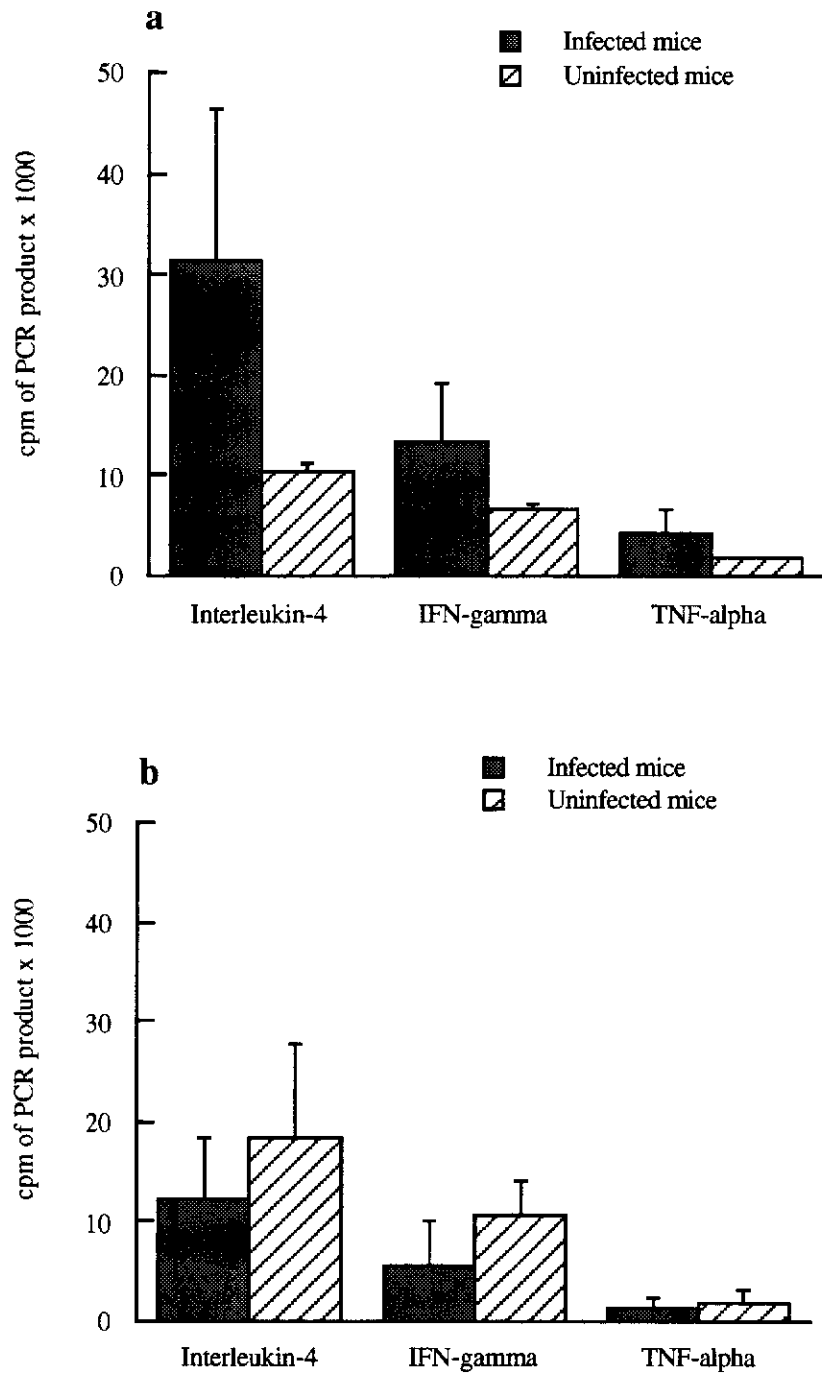 a
Infected mice
Uninfected mice
cpm of PCR product x 1000
50
40
30
20
10
0
Interleukin-4 IFN-gamma TNF-alpha
b
Infected mice
Uninfected mice
cpm of PCR product x 1000
50
40
30
20
10
0
Interleukin-4 IFN-gamma TNF-alpha